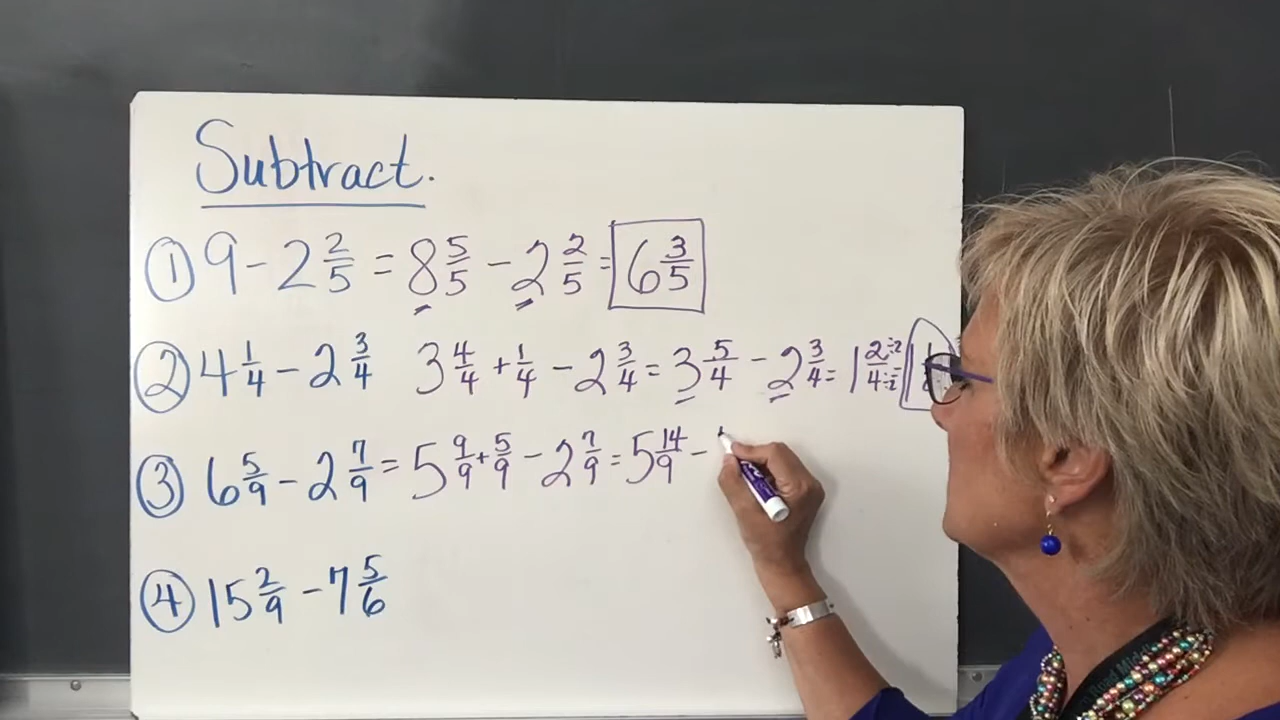 Subtract.
① 9 - 2 2/5 = 8 5/5 - 2 2/5 = 6 3/5
② 4 1/4 - 2 3/4 3 4/4 + 1/4 - 2 3/4 = 3 5/4 - 2 3/4 = 1 2/4 ÷2 ÷2 = 1
③ 6 5/9 - 2 7/9 = 5 9/9 + 5/9 - 2 7/9 = 5 14/9 -
④ 15 2/9 - 7 5/6